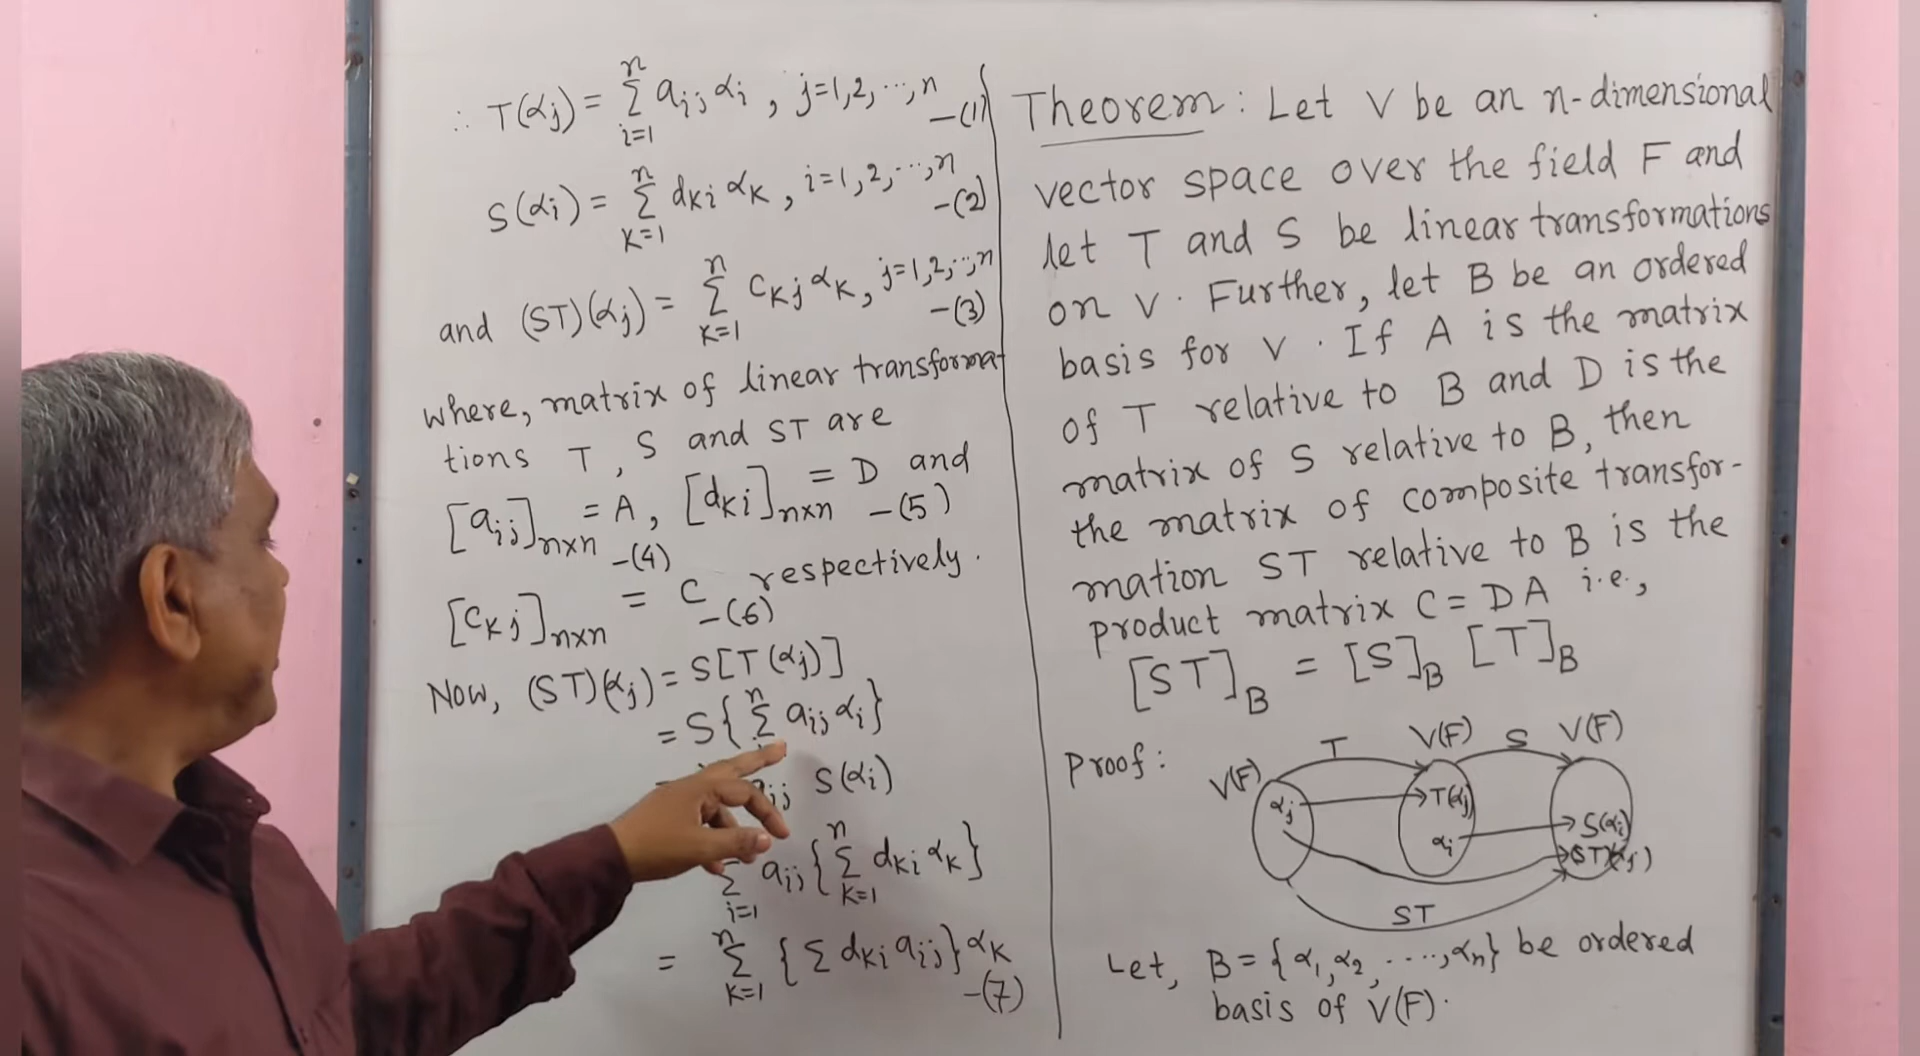 Theorem: Let V be an n-dimensional
vector space over the field F and
let T and S be linear transformations
on V. Further, let B be an ordered
basis for V. If A is the matrix
of T relative to B and D is the
matrix of S relative to B, then
the matrix of composite transfor-
mation ST relative to B is the
product matrix C = DA i.e.,
[ST]_B = [S]_B [T]_B
Proof:
V(F) T V(F) S V(F)
αj T(αj)
αi S(αi)
ST(αj)
ST
Let, B = {α1, α2, ....., αn} be ordered
basis of V(F).
∴ T(αj) = Σ_{i=1}^{n} aij αi, j=1,2,...,n —(1)
S(αi) = Σ_{K=1}^{n} dKi αK, i=1,2,...,n —(2)
and (ST)(αj) = Σ_{K=1}^{n} cKj αK, j=1,2,...,n —(3)
where, matrix of linear transforma-
tions T, S and ST are
[aij]_{n×n} = A, —(4) [dKi]_{n×n} = D and —(5)
[cKj]_{n×n} = C respectively. —(6)
Now, (ST)(αj) = S[T(αj)]
= S{Σ^{n} aij αi}
= aij S(αi)
Σ_{i=1} aij {Σ_{K=1}^{n} dKi αK}
= Σ_{K=1}^{n} {Σ dKi aij} αK —(7)